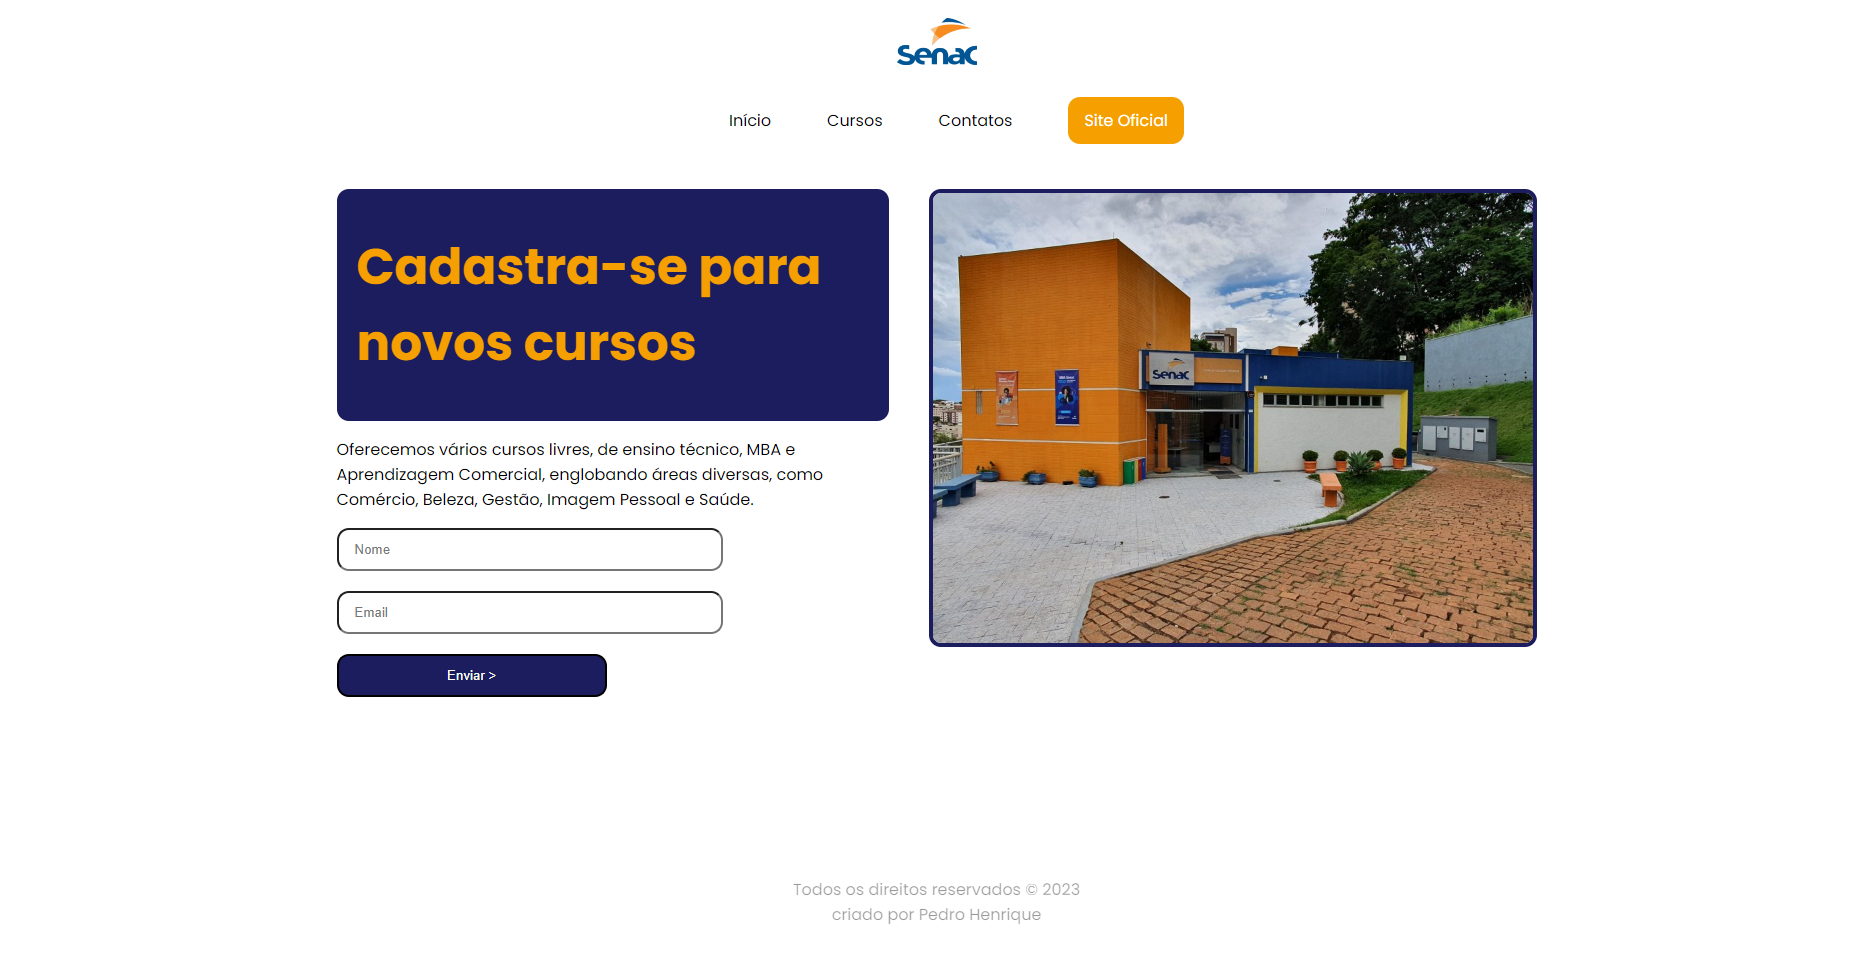 Senac
Início
Cursos
Contatos
Site Oficial
Cadastra-se para
novos cursos
Oferecemos vários cursos livres, de ensino técnico, MBA e
Aprendizagem Comercial, englobando áreas diversas, como
Comércio, Beleza, Gestão, Imagem Pessoal e Saúde.
Nome
Email
Enviar >
Senac
Todos os direitos reservados © 2023
criado por Pedro Henrique